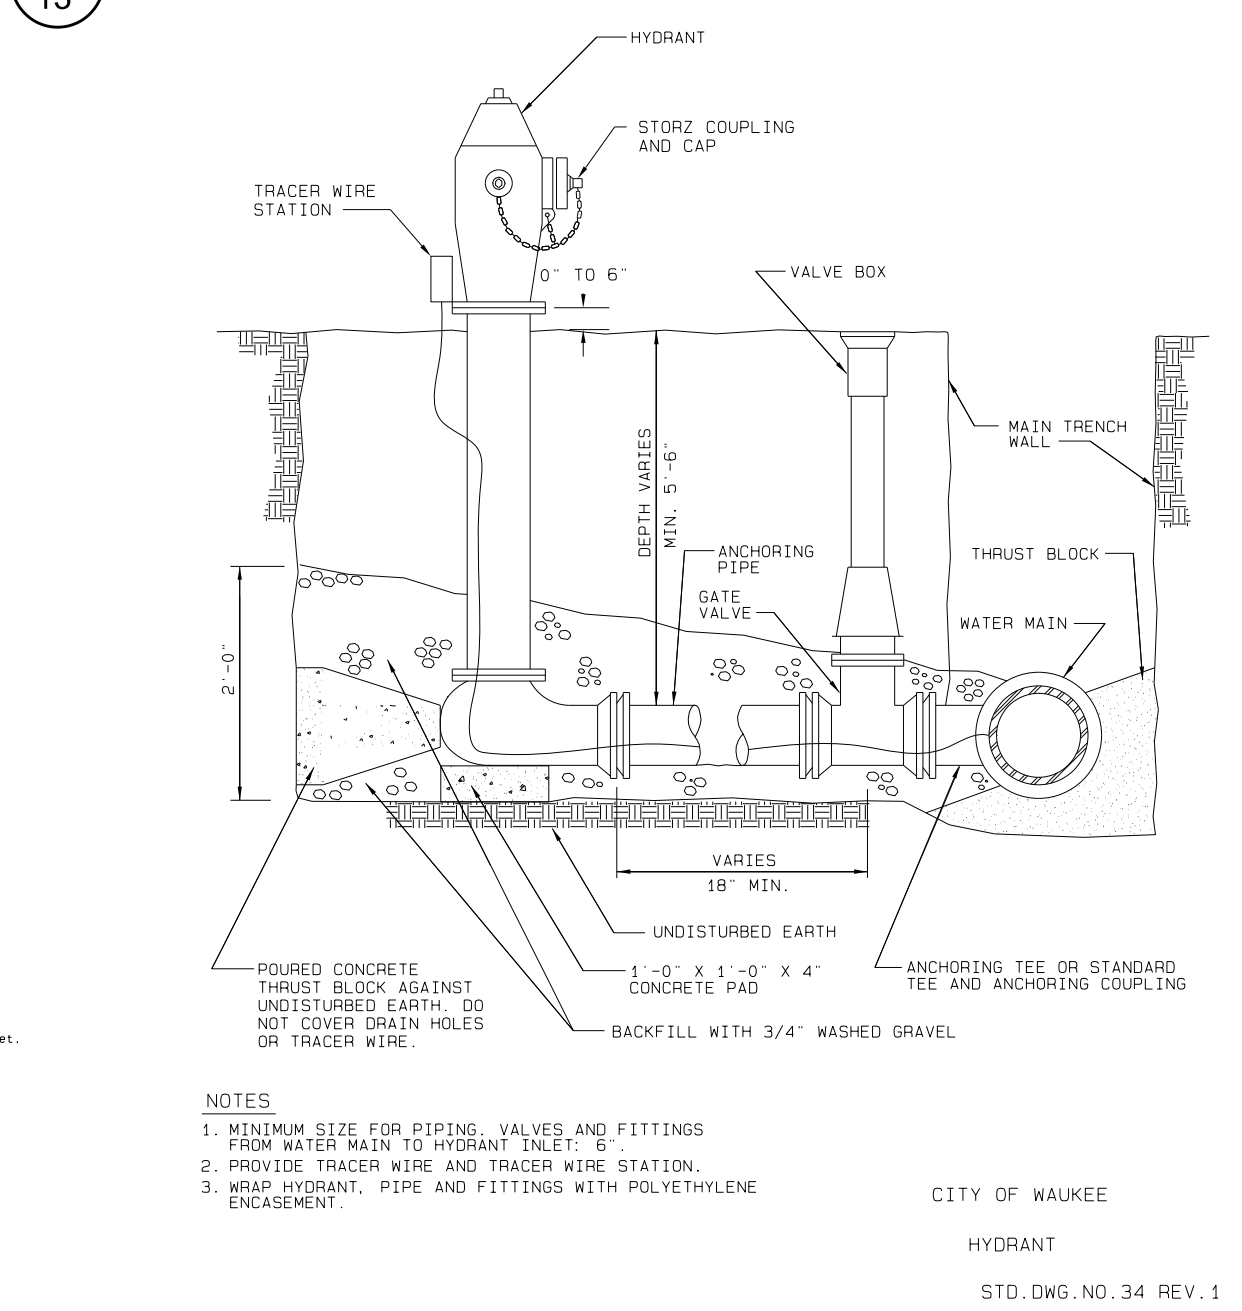 HYDRANT
STORZ COUPLING
AND CAP
TRACER WIRE
STATION
0" TO 6"
VALVE BOX
MAIN TRENCH
WALL
DEPTH VARIES
MIN. 5'-6"
ANCHORING
PIPE
THRUST BLOCK
GATE
VALVE
WATER MAIN
2'-0"
VARIES
18" MIN.
UNDISTURBED EARTH
1'-0" X 1'-0" X 4"
CONCRETE PAD
ANCHORING TEE OR STANDARD
TEE AND ANCHORING COUPLING
POURED CONCRETE
THRUST BLOCK AGAINST
UNDISTURBED EARTH. DO
NOT COVER DRAIN HOLES
OR TRACER WIRE.
BACKFILL WITH 3/4" WASHED GRAVEL
et.
NOTES
1. MINIMUM SIZE FOR PIPING. VALVES AND FITTINGS
FROM WATER MAIN TO HYDRANT INLET: 6".
2. PROVIDE TRACER WIRE AND TRACER WIRE STATION.
3. WRAP HYDRANT, PIPE AND FITTINGS WITH POLYETHYLENE
ENCASEMENT.
CITY OF WAUKEE
HYDRANT
STD.DWG.NO.34 REV.1